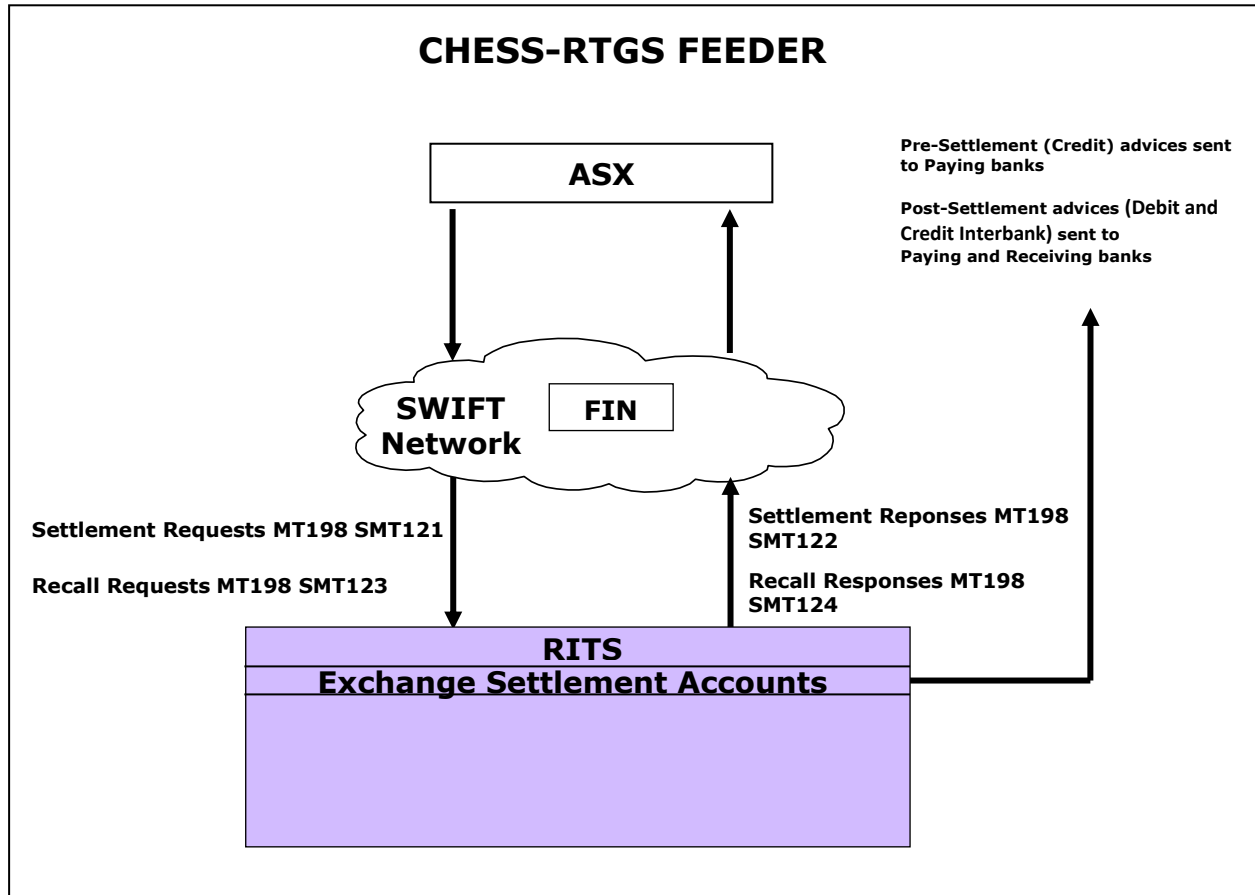 CHESS-RTGS FEEDER
ASX
Pre-Settlement (Credit) advices sent
to Paying banks
Post-Settlement advices (Debit and
Credit Interbank) sent to
Paying and Receiving banks
SWIFT
Network
FIN
Settlement Requests MT198 SMT121
Recall Requests MT198 SMT123
Settlement Reponses MT198
SMT122
Recall Responses MT198
SMT124
RITS
Exchange Settlement Accounts